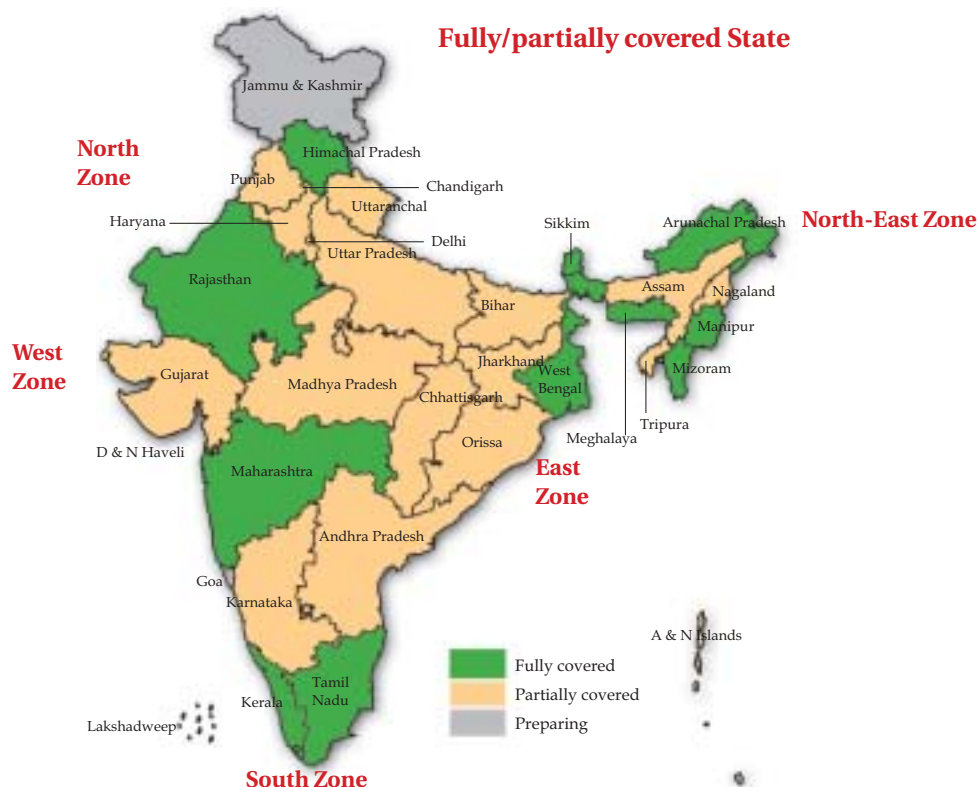 Fully/partially covered State
Jammu & Kashmir
North
Zone
Himachal Pradesh
Punjab
Chandigarh
Uttaranchal
Haryana
Delhi
Sikkim
Arunachal Pradesh
North-East Zone
Uttar Pradesh
Rajasthan
Assam
Nagaland
Bihar
Manipur
West
Zone
Gujarat
Jharkhand
West
Bengal
Mizoram
Madhya Pradesh
Chhattisgarh
Tripura
Meghalaya
Orissa
D & N Haveli
Maharashtra
East
Zone
Andhra Pradesh
Goa
Karnataka
A & N Islands
Fully covered
Partially covered
Preparing
Tamil
Nadu
Kerala
Lakshadweep
South Zone